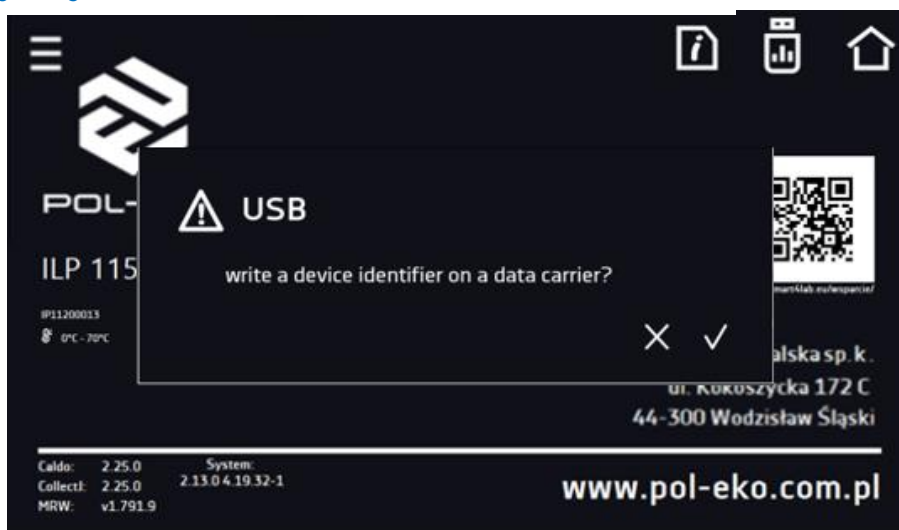 POL-
USB
ILP 115
write a device identifier on a data carrier?
IP11200013
0°C - 70°C
alska sp. k.
ul. Kokoszycka 172 C
44-300 Wodzisław Śląski
Caldo: 2.25.0
CollectJ: 2.25.0
MRW: v1.791.9
System:
2.13.0 4.19.32-1
www.pol-eko.com.pl